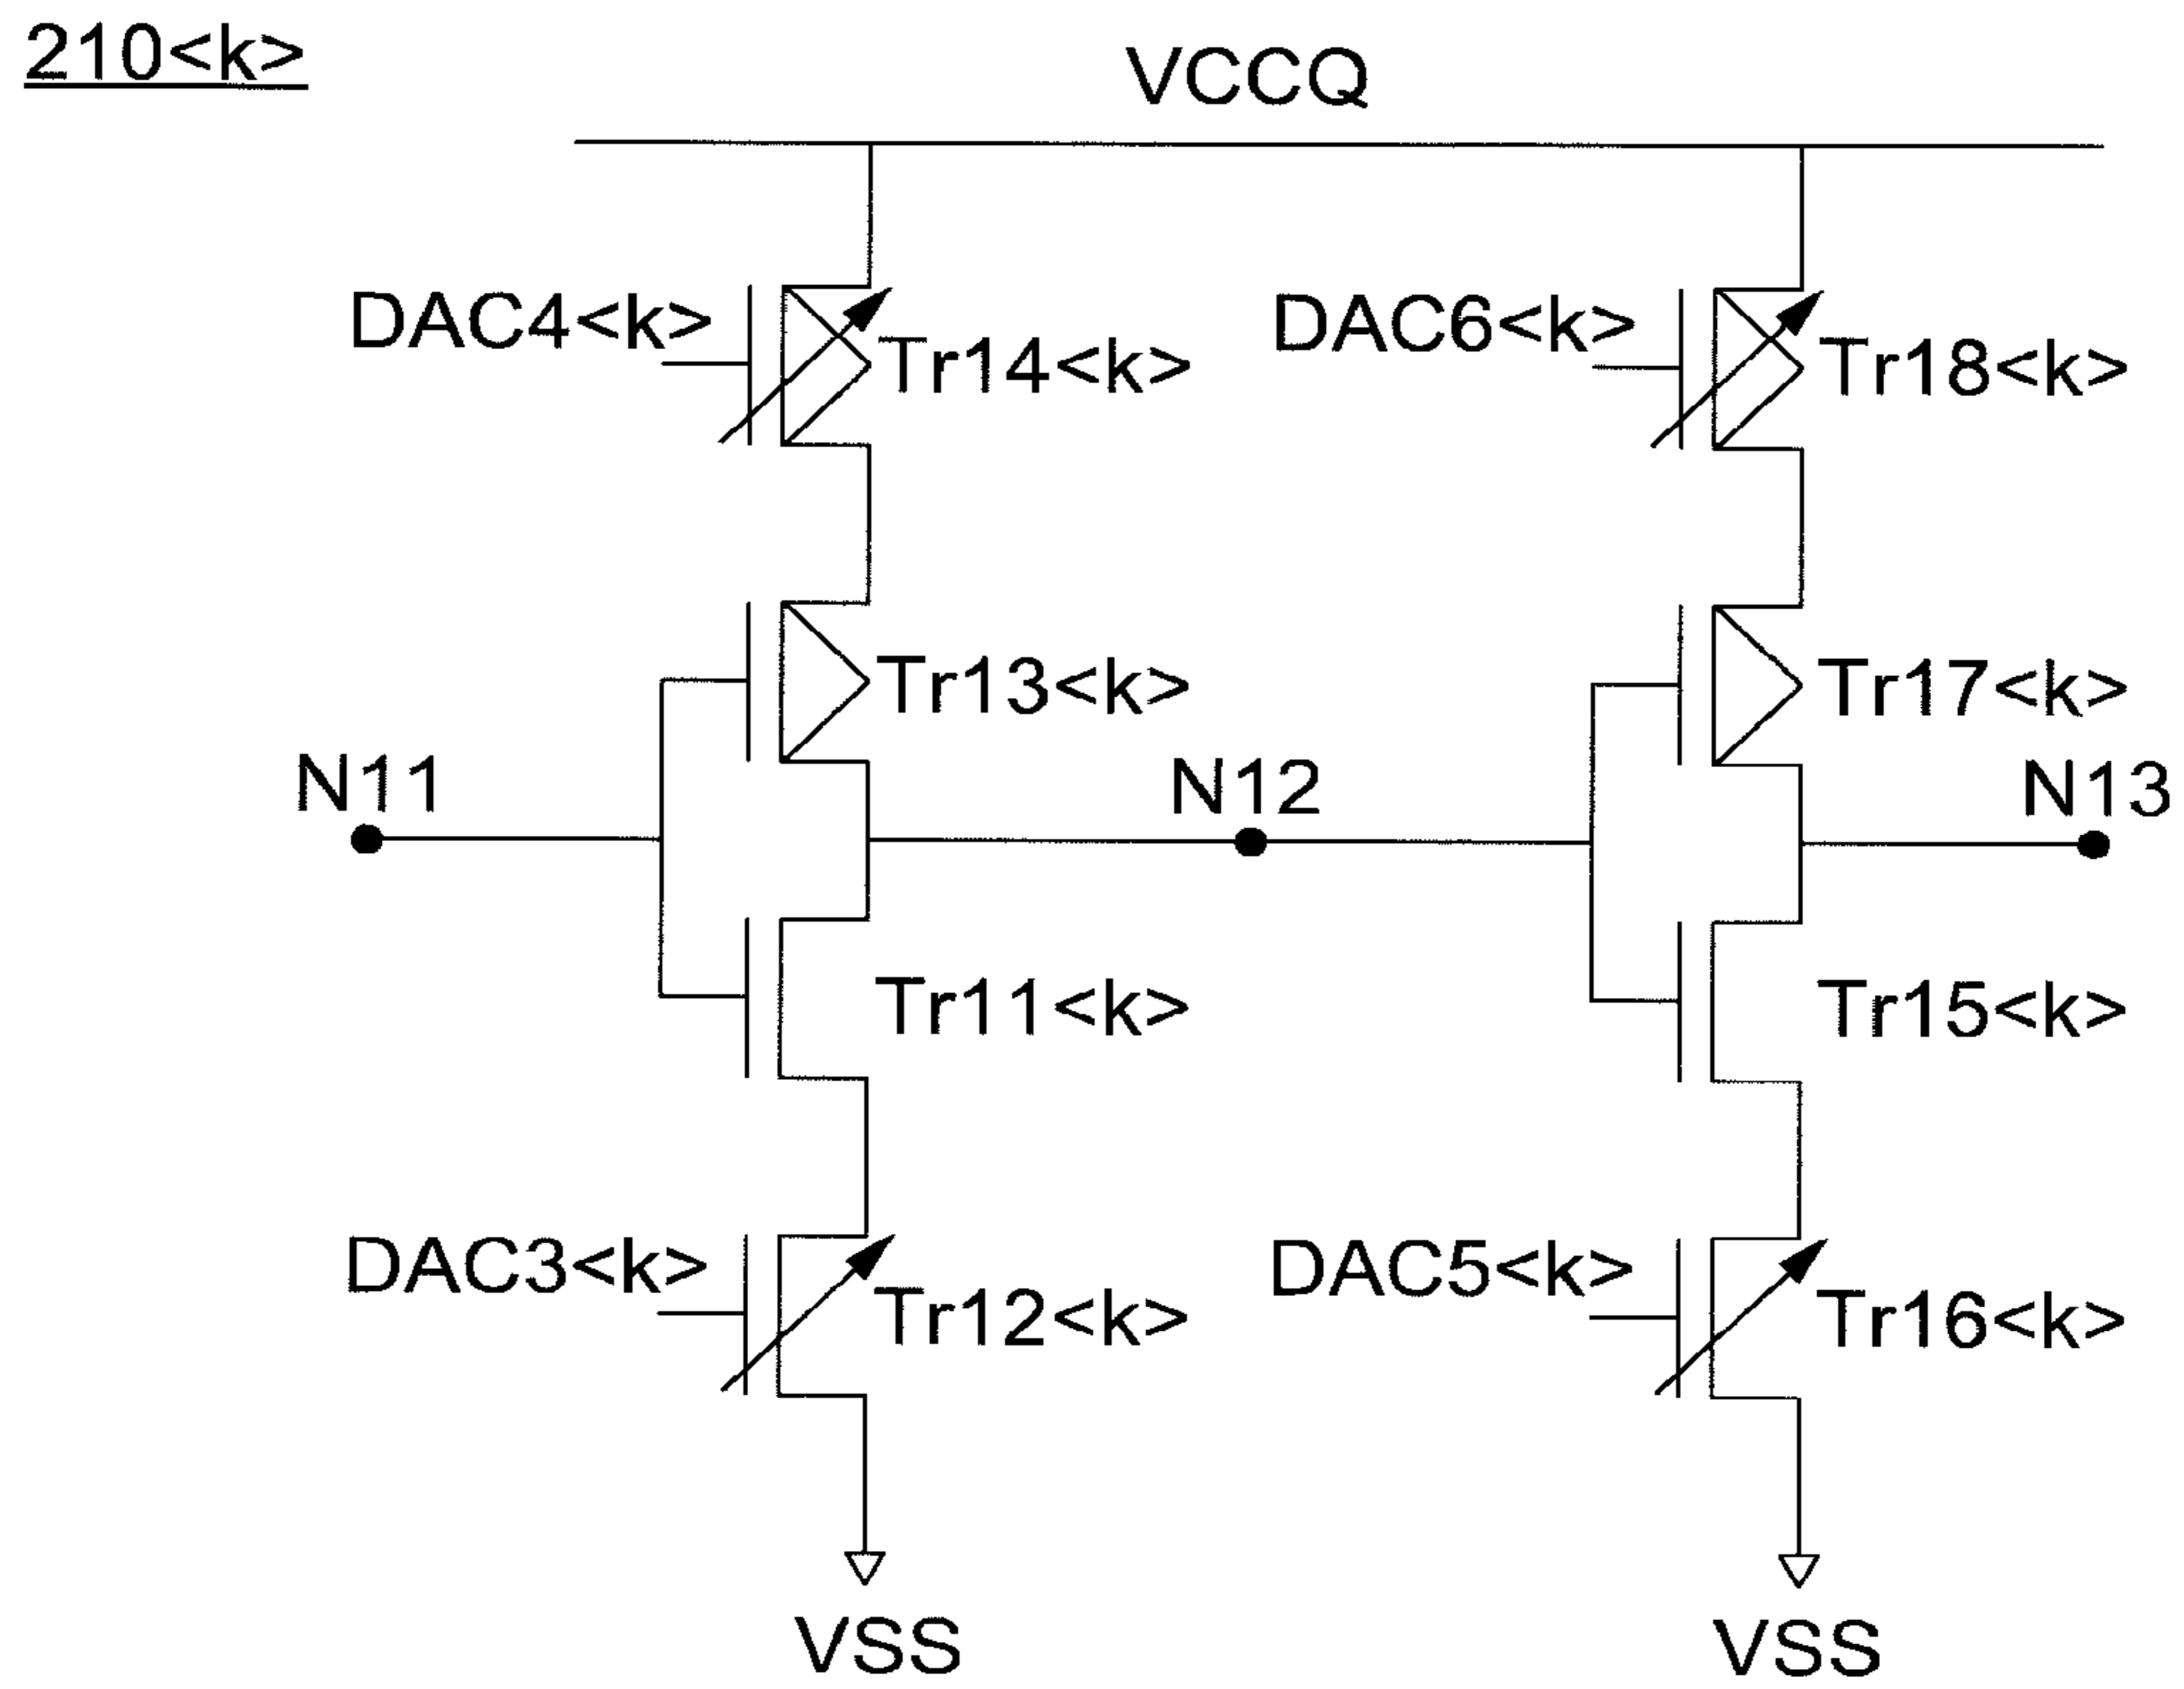 210<k>
VCCQ
DAC4<k>
Tr14<k>
DAC6<k>
Tr18<k>
Tr13<k>
Tr17<k>
N11
N12
N13
Tr11<k>
Tr15<k>
DAC3<k>
Tr12<k>
DAC5<k>
Tr16<k>
VSS
VSS